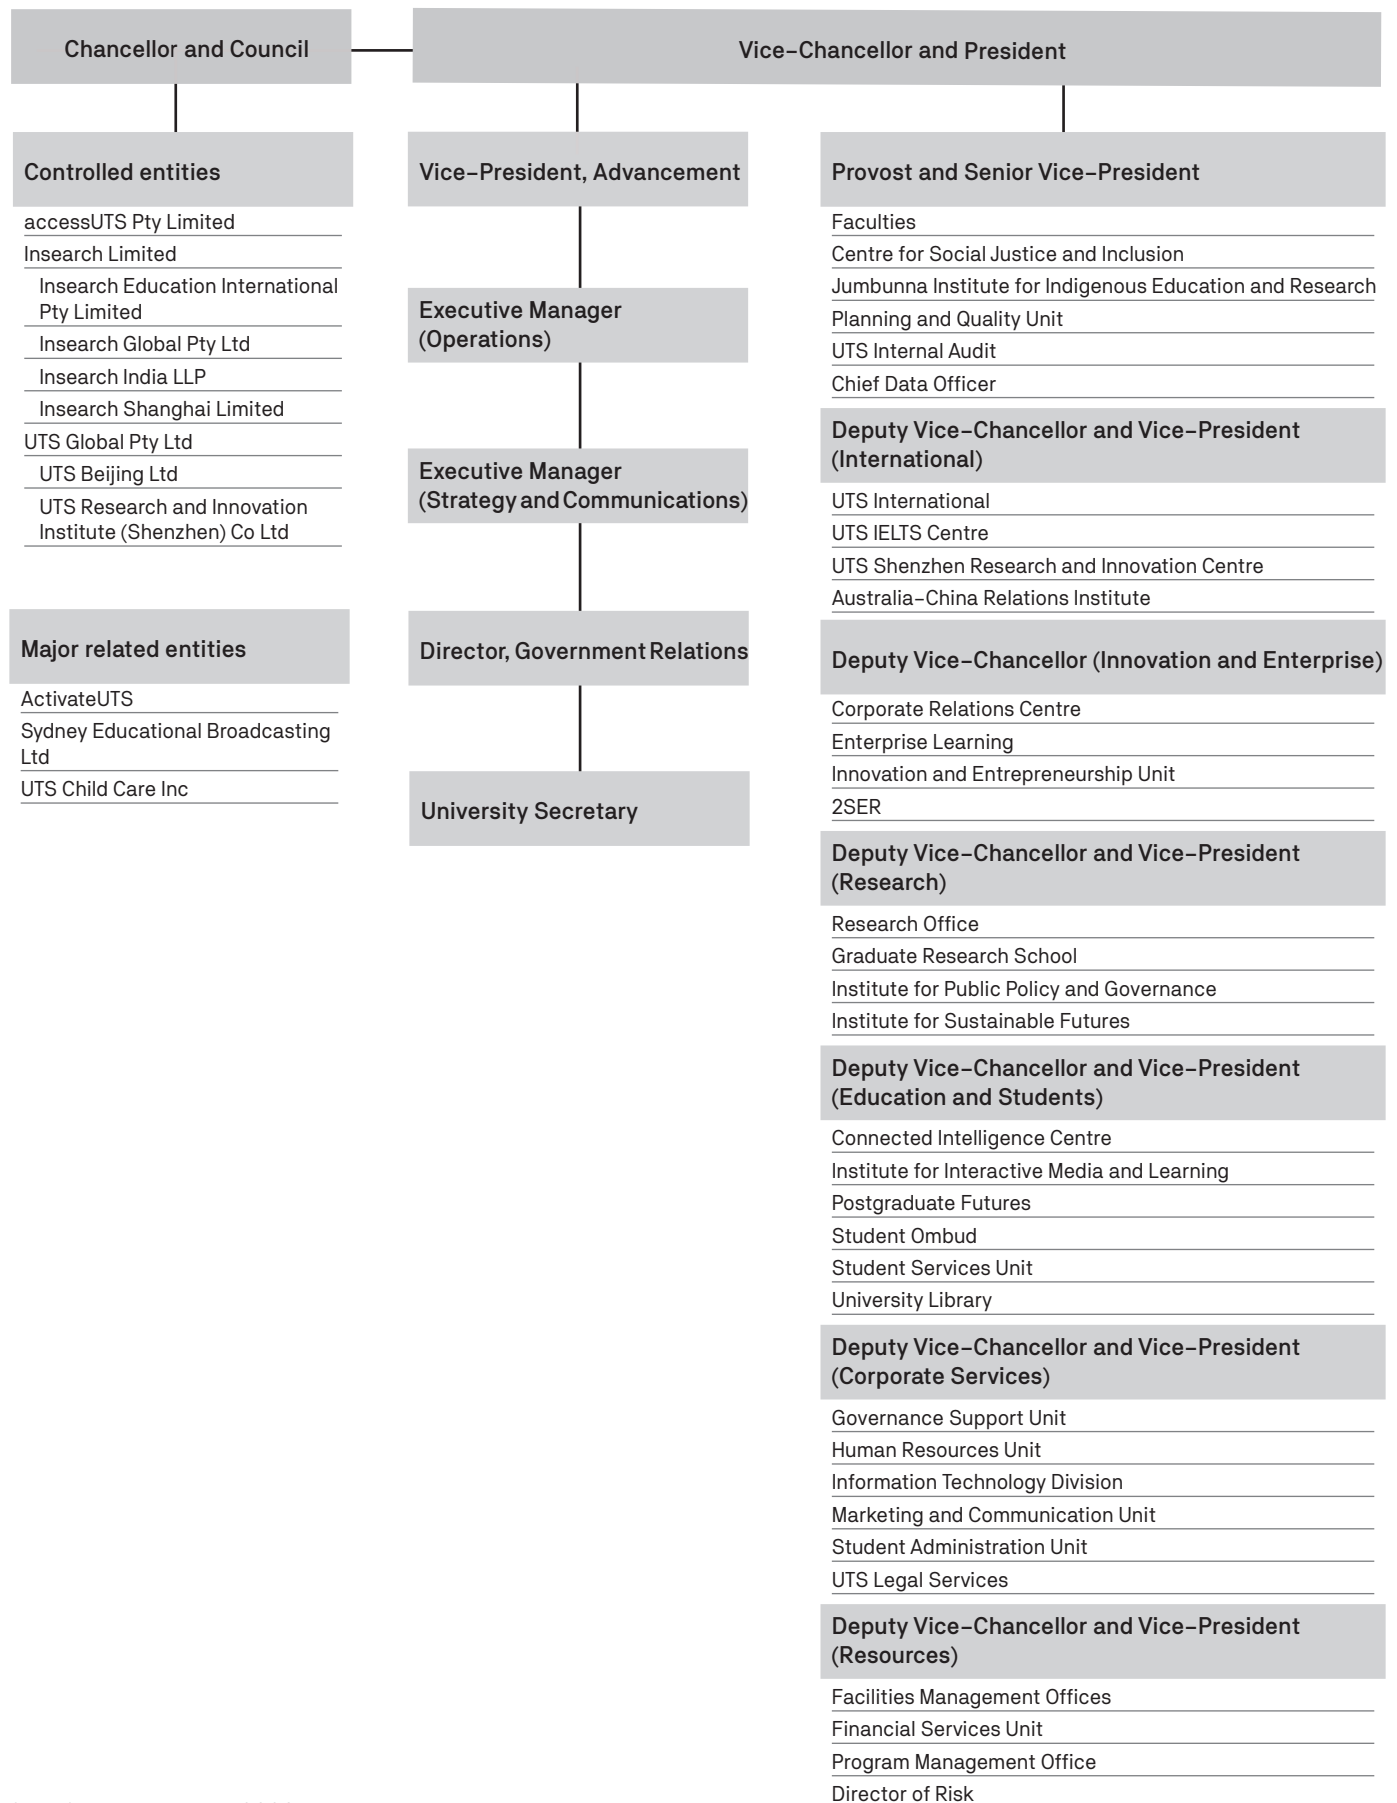 Chancellor and Council
Vice–Chancellor and President
Controlled entities
accessUTS Pty Limited
Insearch Limited
Insearch Education International
Pty Limited
Insearch Global Pty Ltd
Insearch India LLP
Insearch Shanghai Limited
UTS Global Pty Ltd
UTS Beijing Ltd
UTS Research and Innovation
Institute (Shenzhen) Co Ltd
Major related entities
ActivateUTS
Sydney Educational Broadcasting
Ltd
UTS Child Care Inc
Vice–President, Advancement
Executive Manager
(Operations)
Executive Manager
(Strategy and Communications)
Director, Government Relations
University Secretary
Provost and Senior Vice–President
Faculties
Centre for Social Justice and Inclusion
Jumbunna Institute for Indigenous Education and Research
Planning and Quality Unit
UTS Internal Audit
Chief Data Officer
Deputy Vice–Chancellor and Vice–President
(International)
UTS International
UTS IELTS Centre
UTS Shenzhen Research and Innovation Centre
Australia–China Relations Institute
Deputy Vice–Chancellor (Innovation and Enterprise)
Corporate Relations Centre
Enterprise Learning
Innovation and Entrepreneurship Unit
2SER
Deputy Vice–Chancellor and Vice–President
(Research)
Research Office
Graduate Research School
Institute for Public Policy and Governance
Institute for Sustainable Futures
Deputy Vice–Chancellor and Vice–President
(Education and Students)
Connected Intelligence Centre
Institute for Interactive Media and Learning
Postgraduate Futures
Student Ombud
Student Services Unit
University Library
Deputy Vice–Chancellor and Vice–President
(Corporate Services)
Governance Support Unit
Human Resources Unit
Information Technology Division
Marketing and Communication Unit
Student Administration Unit
UTS Legal Services
Deputy Vice–Chancellor and Vice–President
(Resources)
Facilities Management Offices
Financial Services Unit
Program Management Office
Director of Risk